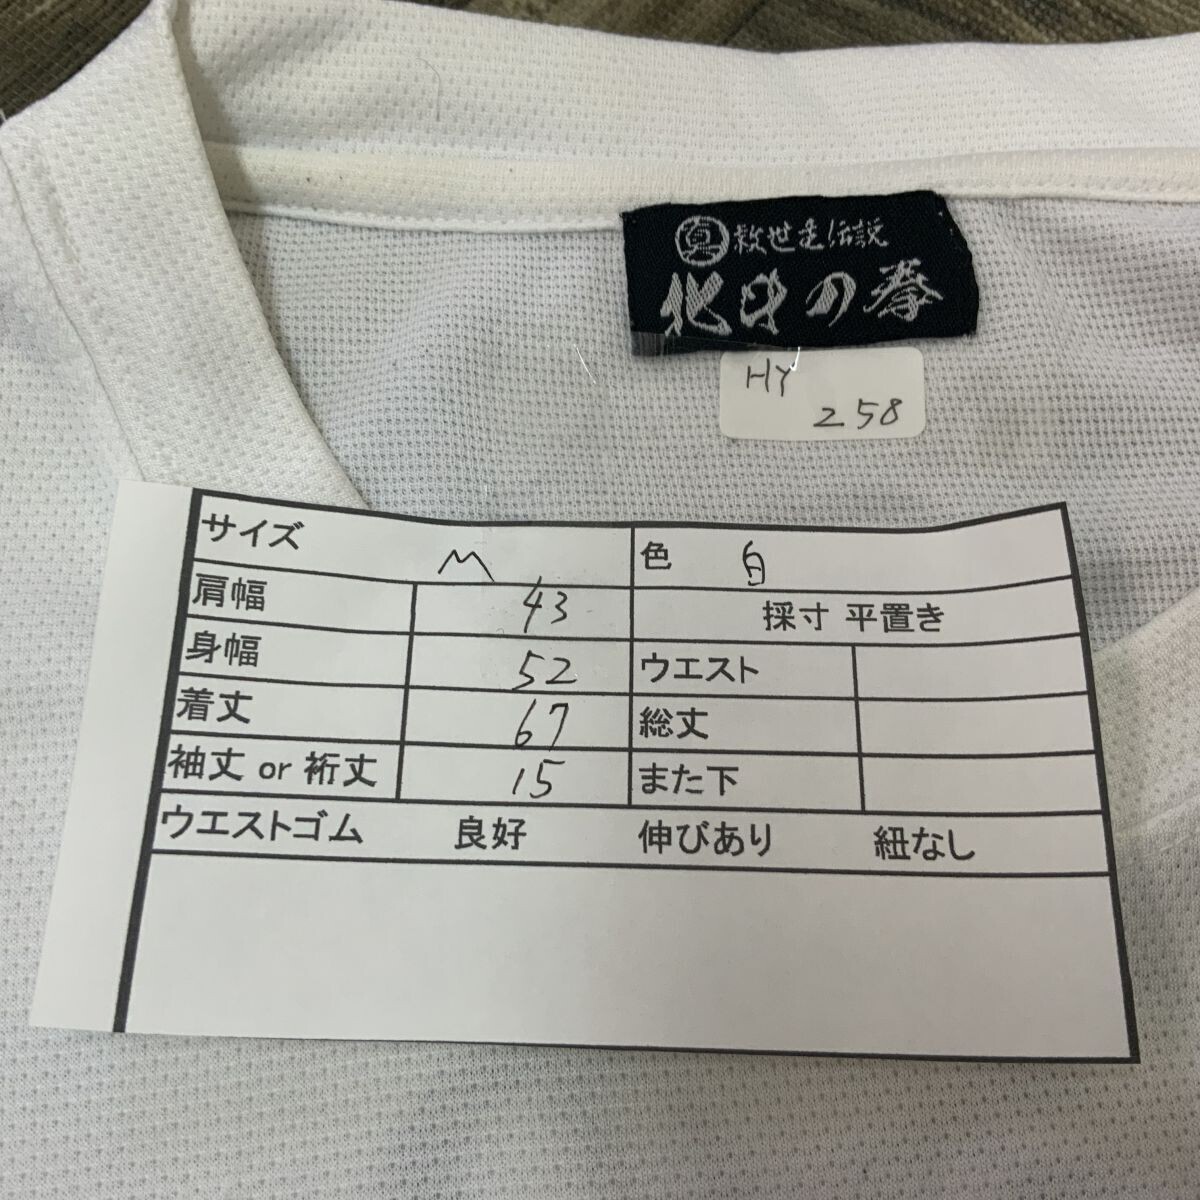 真 救世主伝説
北斗の拳
HY
258
サイズ M 色 白
肩幅 43 採寸 平置き
身幅 52 ウエスト
着丈 67 総丈
袖丈 or 裄丈 15 また下
ウエストゴム 良好 伸びあり 紐なし